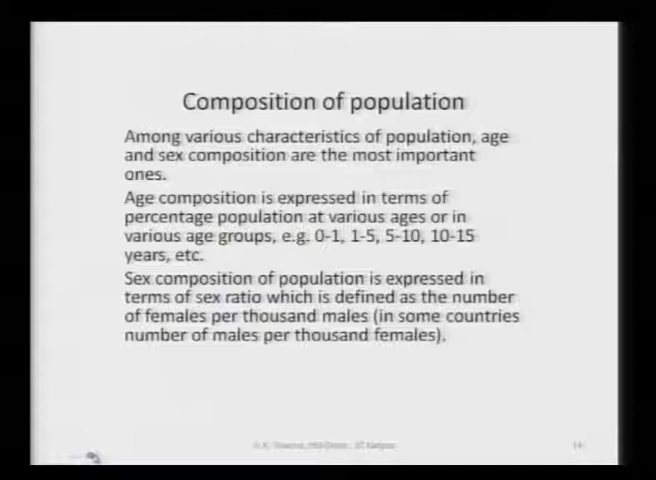 Composition of population
Among various characteristics of population, age
and sex composition are the most important
ones.
Age composition is expressed in terms of
percentage population at various ages or in
various age groups, e.g. 0-1, 1-5, 5-10, 10-15
years, etc.
Sex composition of population is expressed in
terms of sex ratio which is defined as the number
of females per thousand males (in some countries
number of males per thousand females).